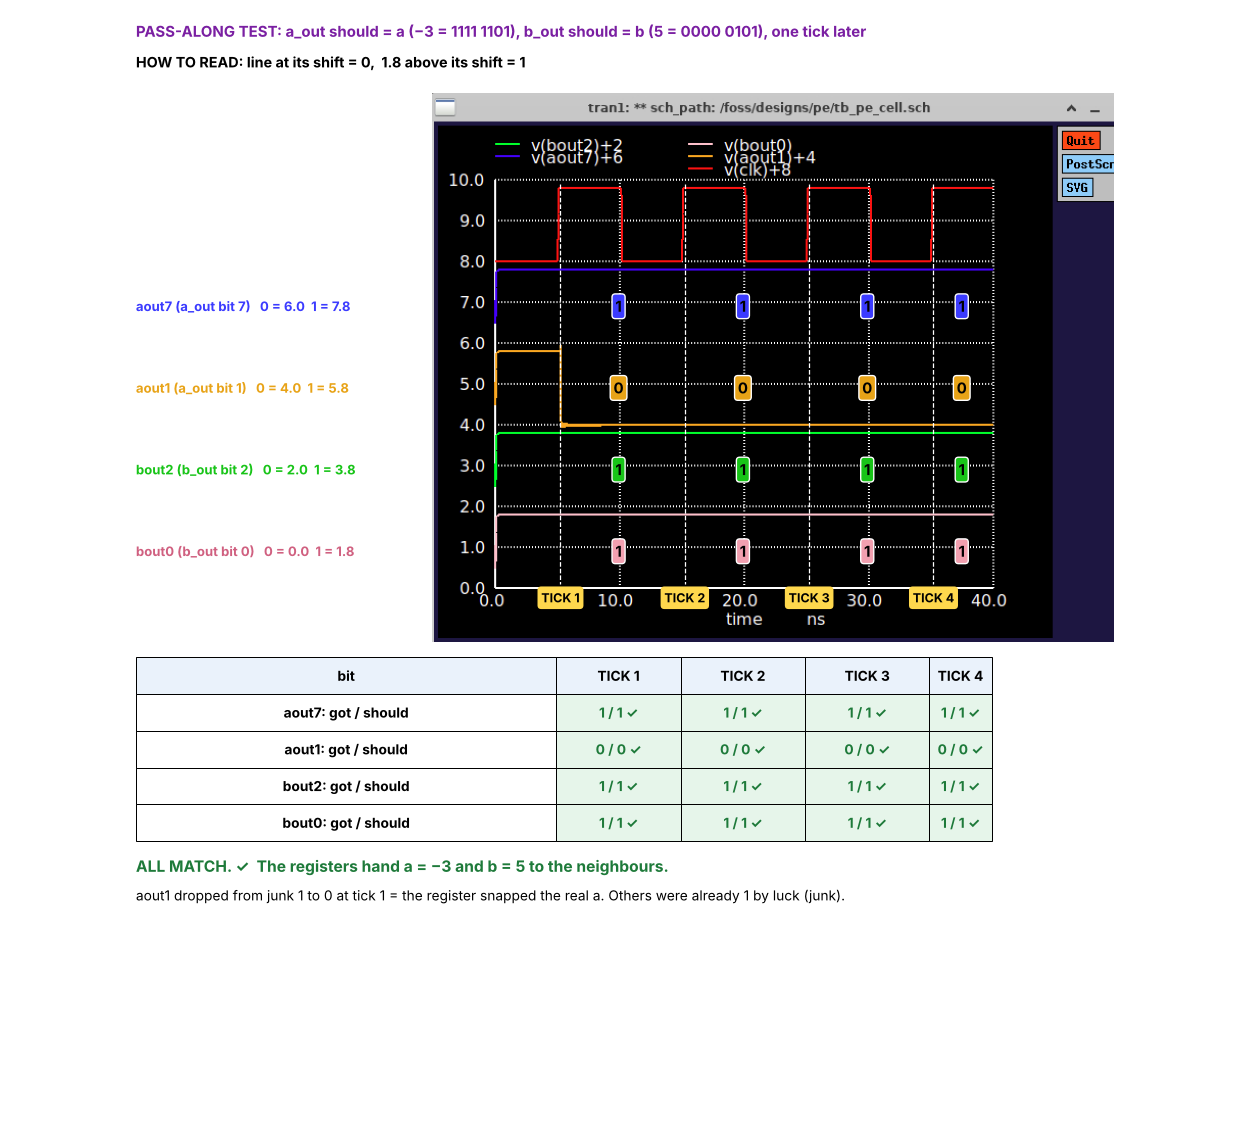 PASS-ALONG TEST: a_out should = a (−3 = 1111 1101), b_out should = b (5 = 0000 0101), one tick later
HOW TO READ: line at its shift = 0, 1.8 above its shift = 1
tran1: ** sch_path: /foss/designs/pe/tb_pe_cell.sch
Quit
PostScr
SVG
v(bout2)+2
v(bout0)
v(aout7)+6
v(aout1)+4
v(clk)+8
10.0
9.0
8.0
7.0
6.0
5.0
4.0
3.0
2.0
1.0
0.0
aout7 (a_out bit 7) 0 = 6.0 1 = 7.8
1 1 1 1
aout1 (a_out bit 1) 0 = 4.0 1 = 5.8
0 0 0 0
bout2 (b_out bit 2) 0 = 2.0 1 = 3.8
1 1 1 1
bout0 (b_out bit 0) 0 = 0.0 1 = 1.8
1 1 1 1
0.0 TICK 1 10.0 TICK 2 20.0 TICK 3 30.0 TICK 4 40.0
time ns
bit TICK 1 TICK 2 TICK 3 TICK 4
aout7: got / should 1 / 1 ✓ 1 / 1 ✓ 1 / 1 ✓ 1 / 1 ✓
aout1: got / should 0 / 0 ✓ 0 / 0 ✓ 0 / 0 ✓ 0 / 0 ✓
bout2: got / should 1 / 1 ✓ 1 / 1 ✓ 1 / 1 ✓ 1 / 1 ✓
bout0: got / should 1 / 1 ✓ 1 / 1 ✓ 1 / 1 ✓ 1 / 1 ✓
ALL MATCH. ✓ The registers hand a = −3 and b = 5 to the neighbours.
aout1 dropped from junk 1 to 0 at tick 1 = the register snapped the real a. Others were already 1 by luck (junk).